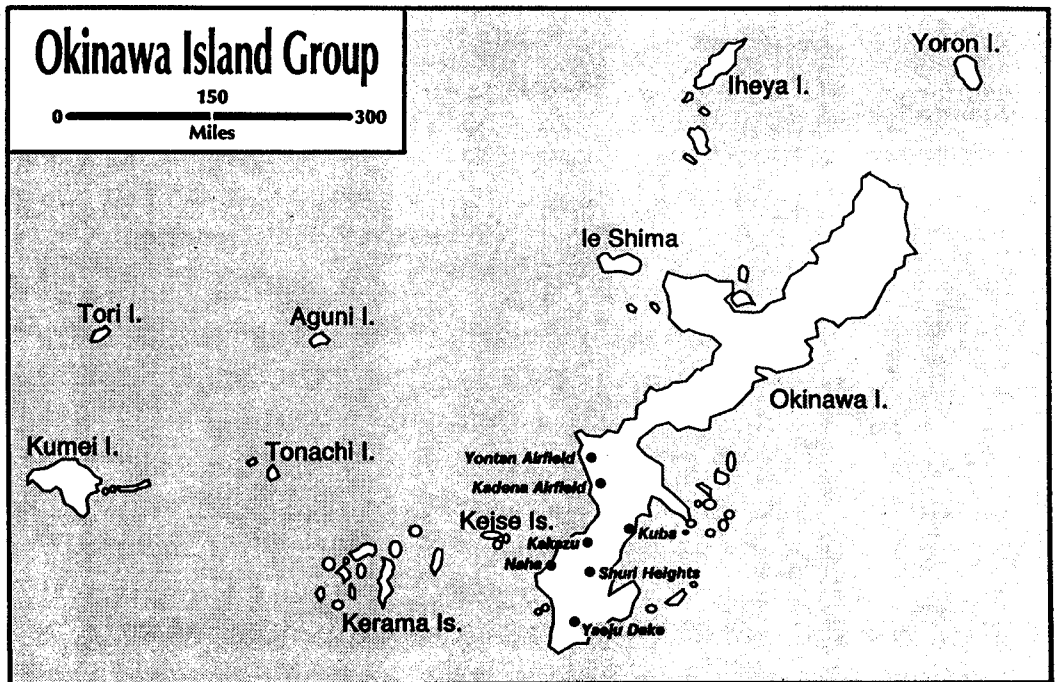 Okinawa Island Group
150
0 300
Miles
Yoron I.
Iheya I.
Ie Shima
Tori I.
Aguni I.
Okinawa I.
Kumei I.
Tonachi I.
Yontan Airfield
Kadena Airfield
Keise Is.
Kuba
Kakazu
Naha
Shuri Heights
Kerama Is.
Yaeju Dake